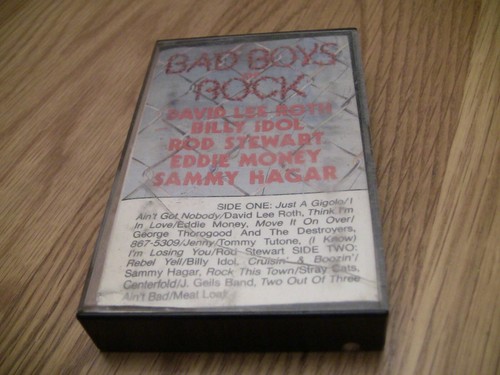 BAD BOYS
OF
ROCK
DAVID LEE ROTH
BILLY IDOL
ROD STEWART
EDDIE MONEY
SAMMY HAGAR
SIDE ONE: Just A Gigolo/I
Ain't Got Nobody/David Lee Roth, Think I'm
In Love/Eddie Money, Move It On Over/
George Thorogood And The Destroyers,
867-5309/Jenny/Tommy Tutone, (I Know)
I'm Losing You/Rod Stewart SIDE TWO:
Rebel Yell/Billy Idol, Cruisin' & Boozin'/
Sammy Hagar, Rock This Town/Stray Cats,
Centerfold/J. Geils Band, Two Out Of Three
Ain't Bad/Meat Loaf